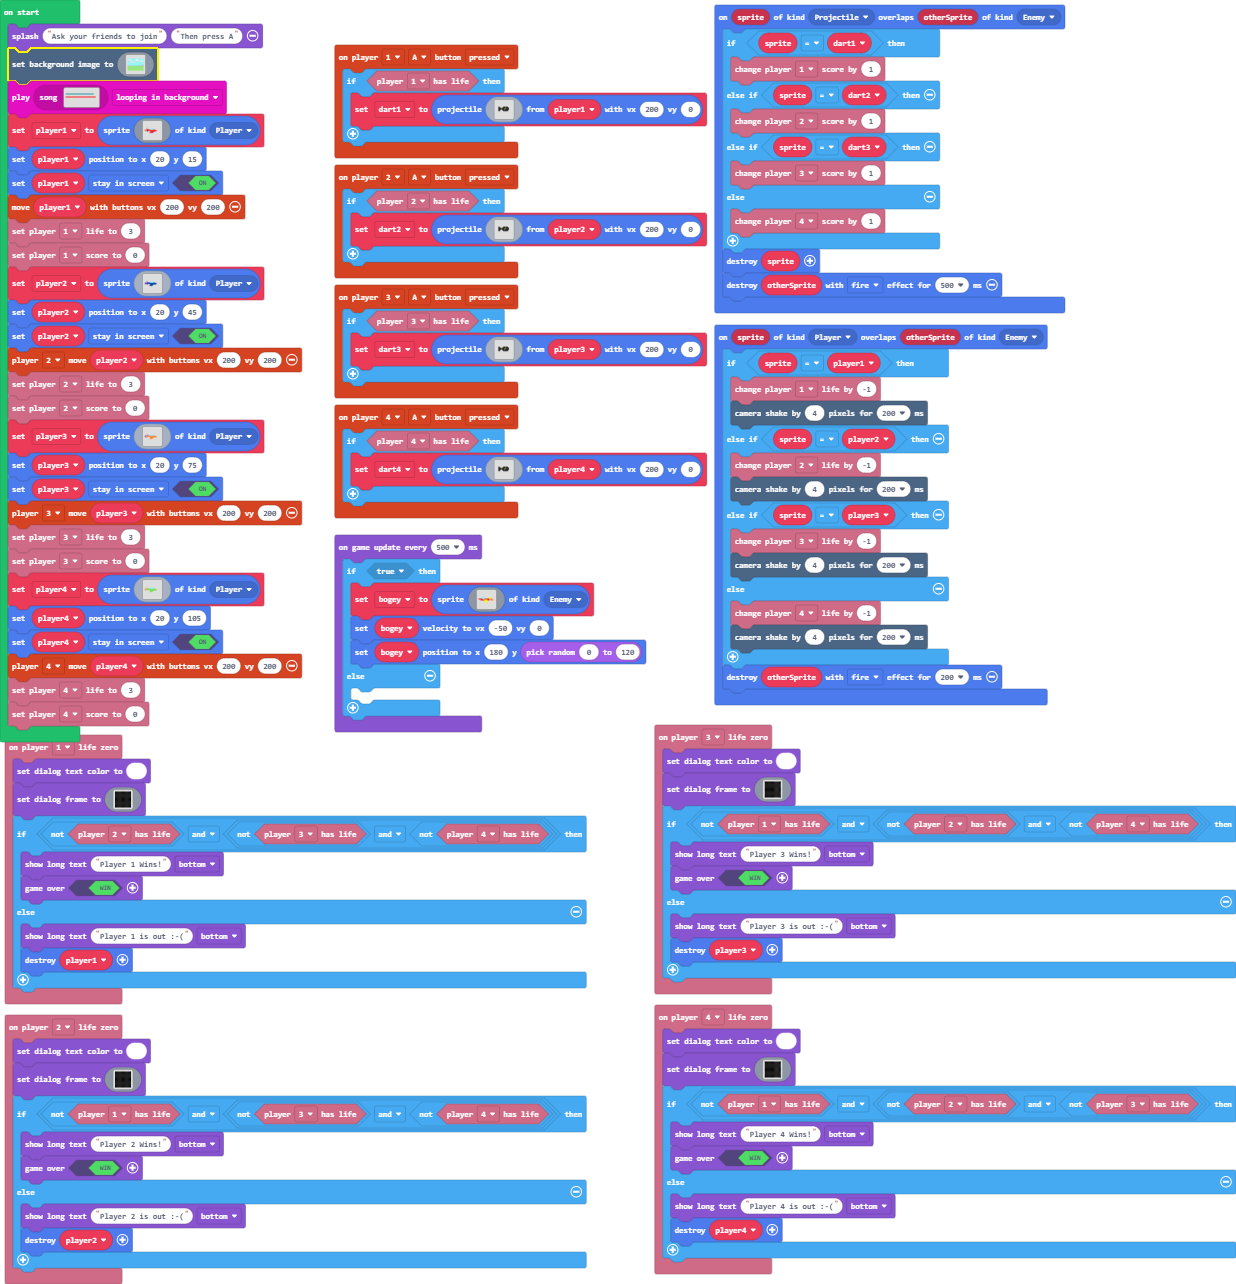 on start
splash "Ask your friends to join" "Then press A"
set background image to
play song looping in background
set player1 to sprite of kind Player
set player1 position to x 20 y 15
set player1 stay in screen ON
move player1 with buttons vx 200 vy 200
set player 1 life to 3
set player 1 score to 0
set player2 to sprite of kind Player
set player2 position to x 20 y 45
set player2 stay in screen ON
player 2 move player2 with buttons vx 200 vy 200
set player 2 life to 3
set player 2 score to 0
set player3 to sprite of kind Player
set player3 position to x 20 y 75
set player3 stay in screen ON
player 3 move player3 with buttons vx 200 vy 200
set player 3 life to 3
set player 3 score to 0
set player4 to sprite of kind Player
set player4 position to x 20 y 105
set player4 stay in screen ON
player 4 move player4 with buttons vx 200 vy 200
set player 4 life to 3
set player 4 score to 0
on player 1 A button pressed
if player 1 has life then
set dart1 to projectile from player1 with vx 200 vy 0
on player 2 A button pressed
if player 2 has life then
set dart2 to projectile from player2 with vx 200 vy 0
on player 3 A button pressed
if player 3 has life then
set dart3 to projectile from player3 with vx 200 vy 0
on player 4 A button pressed
if player 4 has life then
set dart4 to projectile from player4 with vx 200 vy 0
on game update every 500 ms
if true then
set bogey to sprite of kind Enemy
set bogey velocity to vx -50 vy 0
set bogey position to x 180 y pick random 0 to 120
else
on sprite of kind Projectile overlaps otherSprite of kind Enemy
if sprite = dart1 then
change player 1 score by 1
else if sprite = dart2 then
change player 2 score by 1
else if sprite = dart3 then
change player 3 score by 1
else
change player 4 score by 1
destroy sprite
destroy otherSprite with fire effect for 500 ms
on sprite of kind Player overlaps otherSprite of kind Enemy
if sprite = player1 then
change player 1 life by -1
camera shake by 4 pixels for 200 ms
else if sprite = player2 then
change player 2 life by -1
camera shake by 4 pixels for 200 ms
else if sprite = player3 then
change player 3 life by -1
camera shake by 4 pixels for 200 ms
else
change player 4 life by -1
camera shake by 4 pixels for 200 ms
destroy otherSprite with fire effect for 200 ms
on player 1 life zero
set dialog text color to
set dialog frame to
if not player 2 has life and not player 3 has life and not player 4 has life then
show long text "Player 1 Wins!" bottom
game over WIN
else
show long text "Player 1 is out :-(" bottom
destroy player1
on player 2 life zero
set dialog text color to
set dialog frame to
if not player 1 has life and not player 3 has life and not player 4 has life then
show long text "Player 2 Wins!" bottom
game over WIN
else
show long text "Player 2 is out :-(" bottom
destroy player2
on player 3 life zero
set dialog text color to
set dialog frame to
if not player 1 has life and not player 2 has life and not player 4 has life then
show long text "Player 3 Wins!" bottom
game over WIN
else
show long text "Player 3 is out :-(" bottom
destroy player3
on player 4 life zero
set dialog text color to
set dialog frame to
if not player 1 has life and not player 2 has life and not player 3 has life then
show long text "Player 4 Wins!" bottom
game over WIN
else
show long text "Player 4 is out :-(" bottom
destroy player4